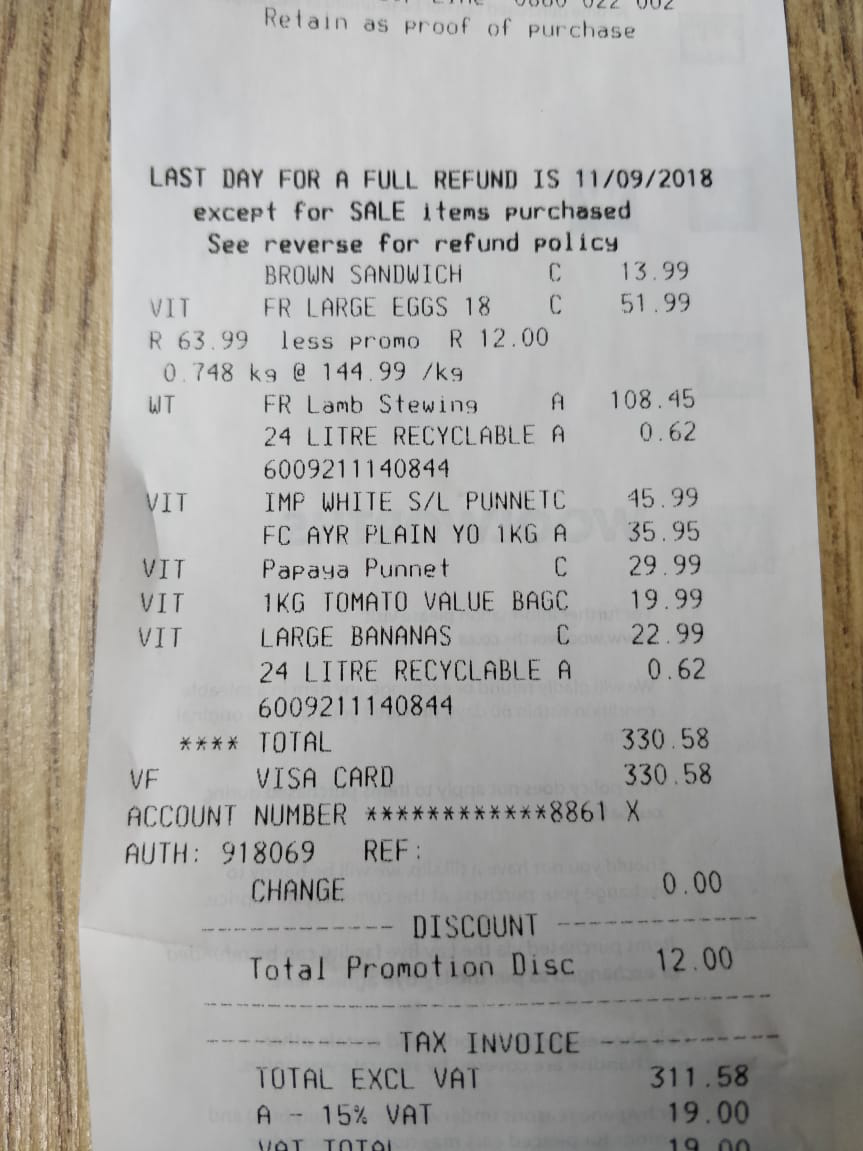 0860 022 002
Retain as proof of purchase
LAST DAY FOR A FULL REFUND IS 11/09/2018
except for SALE items purchased
See reverse for refund policy
BROWN SANDWICH C 13.99
VIT FR LARGE EGGS 18 C 51.99
R 63.99 less promo R 12.00
0.748 kg @ 144.99 /kg
WT FR Lamb Stewing A 108.45
24 LITRE RECYCLABLE A 0.62
6009211140844
VIT IMP WHITE S/L PUNNETC 45.99
FC AYR PLAIN YO 1KG A 35.95
VIT Papaya Punnet C 29.99
VIT 1KG TOMATO VALUE BAGC 19.99
VIT LARGE BANANAS C 22.99
24 LITRE RECYCLABLE A 0.62
6009211140844
**** TOTAL 330.58
VF VISA CARD 330.58
ACCOUNT NUMBER ************8861 X
AUTH: 918069 REF:
CHANGE 0.00
------------ DISCOUNT ------------
Total Promotion Disc 12.00
----------------------------------
----------- TAX INVOICE -----------
TOTAL EXCL VAT 311.58
A - 15% VAT 19.00
VAT TOTAL 19.00